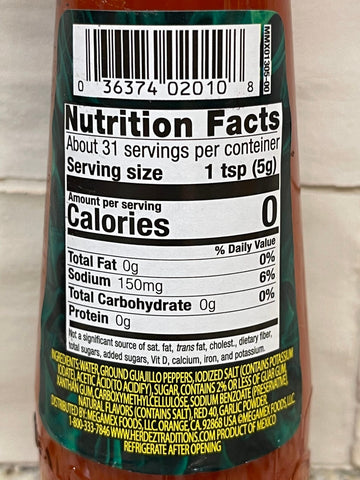 MMX01305-00
0 36374 02010 8
Nutrition Facts
About 31 servings per container
Serving size 1 tsp (5g)
Amount per serving
Calories 0
% Daily Value
Total Fat 0g 0%
Sodium 150mg 6%
Total Carbohydrate 0g 0%
Protein 0g
Not a significant source of sat. fat, trans fat, cholest., dietary fiber,
total sugars, added sugars, Vit D, calcium, iron, and potassium.
INGREDIENTS: WATER, GROUND GUAJILLO PEPPERS, IODIZED SALT (CONTAINS POTASSIUM
IODATE, ACETIC ACID (TO ACIDIFY), SUGAR, CONTAINS 2% OR LESS OF GUAR GUM,
XANTHAN GUM, CARBOXYMETHYLCELLULOSE, SODIUM BENZOATE (PRESERVATIVE),
NATURAL FLAVORS (CONTAINS SALT), RED 40, GARLIC POWDER.
DISTRIBUTED BY: MEGAMEX FOODS, LLC. ORANGE, CA. 92868 USA ©MEGAMEX FOODS, LLC.
1-800-333-7846 WWW.HERDEZTRADITIONS.COM PRODUCT OF MEXICO
REFRIGERATE AFTER OPENING